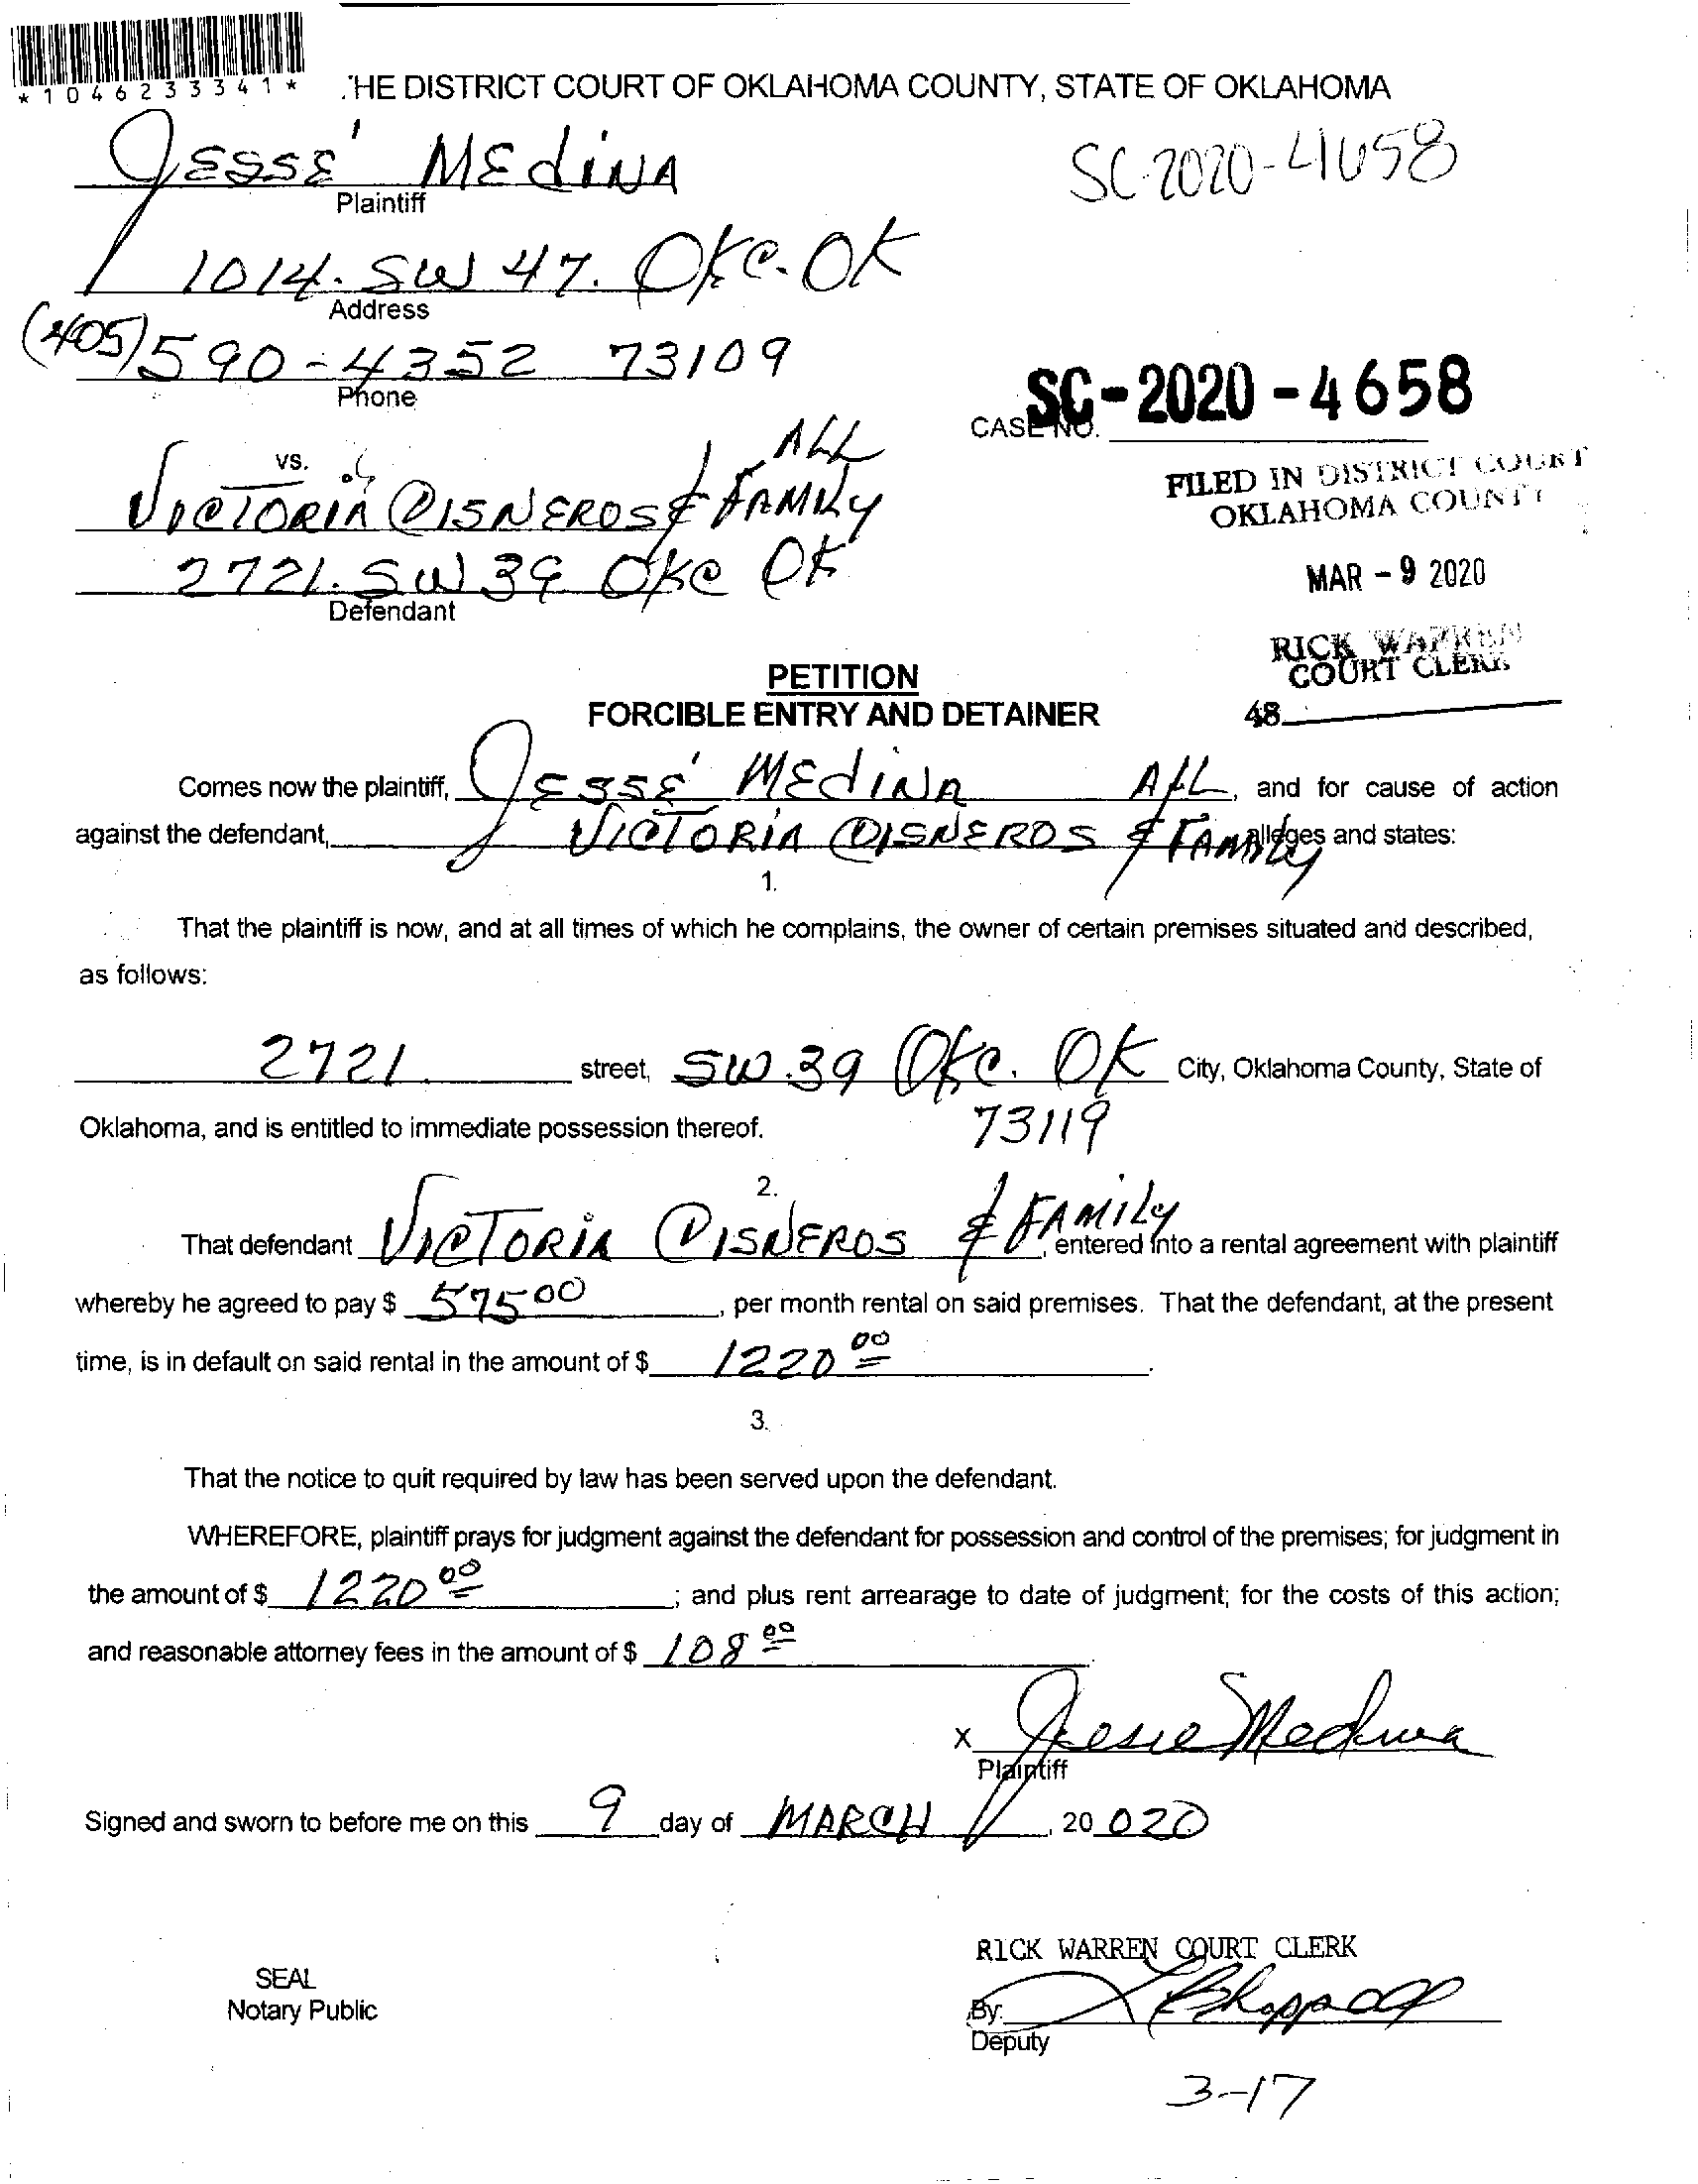 *1046233341*
THE DISTRICT COURT OF OKLAHOMA COUNTY, STATE OF OKLAHOMA
JESSE' MEDINA
SC-2020-4658
Plaintiff
1014. SW 47. OKC. OK
Address
(405) 590-4352 73109
Phone
CASE NO. SC-2020-4658
vs.
FILED IN DISTRICT COURT
OKLAHOMA COUNTY
VICTORIA CISNEROS & ALL FAMILY
2721. SW 39 OKC OK
MAR - 9 2020
Defendant
RICK WARREN
COURT CLERK
48
PETITION
FORCIBLE ENTRY AND DETAINER
Comes now the plaintiff, JESSE' MEDINA ALL, and for cause of action
against the defendant, VICTORIA CISNEROS & FAMILY alleges and states:
1.
That the plaintiff is now, and at all times of which he complains, the owner of certain premises situated and described,
as follows:
2721. street, SW. 39 OKC. OK City, Oklahoma County, State of
Oklahoma, and is entitled to immediate possession thereof. 73119
2.
That defendant VICTORIA CISNEROS & FAMILY, entered into a rental agreement with plaintiff
whereby he agreed to pay $ 575 00, per month rental on said premises. That the defendant, at the present
time, is in default on said rental in the amount of $ 1220 00.
3.
That the notice to quit required by law has been served upon the defendant.
WHEREFORE, plaintiff prays for judgment against the defendant for possession and control of the premises; for judgment in
the amount of $ 1220 00; and plus rent arrearage to date of judgment; for the costs of this action;
and reasonable attorney fees in the amount of $ 108 00.
X Jesse Medina
Plaintiff
Signed and sworn to before me on this 9 day of MARCH, 20 020
RICK WARREN COURT CLERK
SEAL
Notary Public
By:
Deputy
3-17